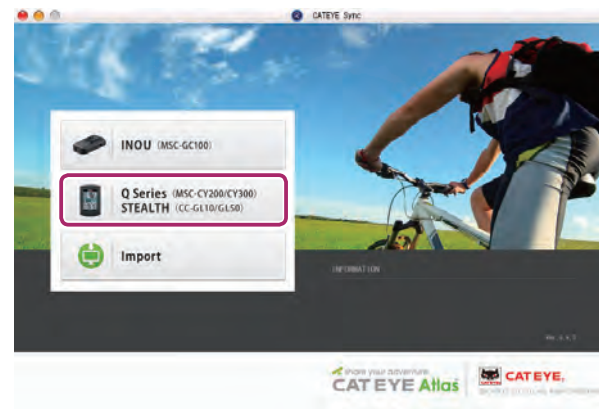 CATEYE Sync
INOU (MSC-GC100)
Q Series (MSC-CY200/CY300)
STEALTH (CC-GL10/GL50)
Import
INFORMATION
share your adventure
CATEYE Atlas
CATEYE®